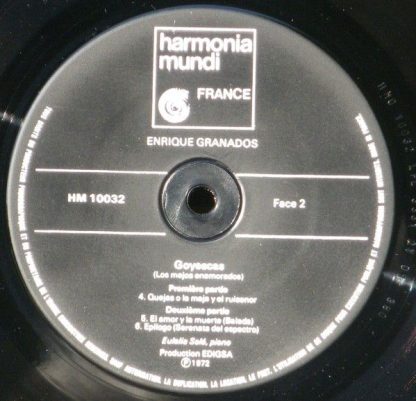 harmonia
mundi
FRANCE
ENRIQUE GRANADOS
HM 10032
Face 2
Goyescas
(Los majos enamorados)
Première partie
4. Quejas o la maja y el ruisenor
Deuxième partie
5. El amor y la muerte (Balada)
6. Epilogo (Serenata del espectro)
Eulalia Solé, piano
Production EDIGSA
Ⓟ 1972